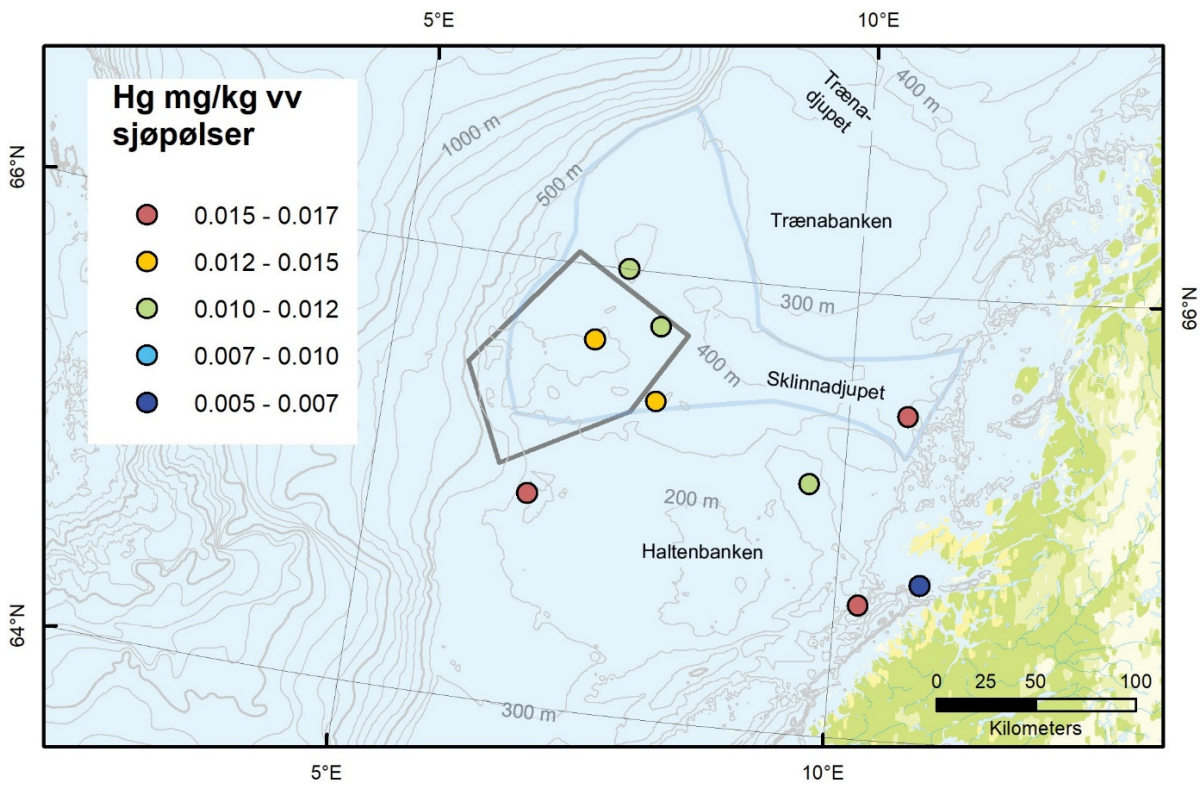 5°E
10°E
Hg mg/kg vv
sjøpølser
0.015 - 0.017
0.012 - 0.015
0.010 - 0.012
0.007 - 0.010
0.005 - 0.007
66°N
64°N
1000 m
500 m
Træna-
djupet
400 m
Trænabanken
300 m
66°N
400 m
Sklinnadjupet
200 m
Haltenbanken
300 m
0 25 50 100
Kilometers
5°E
10°E